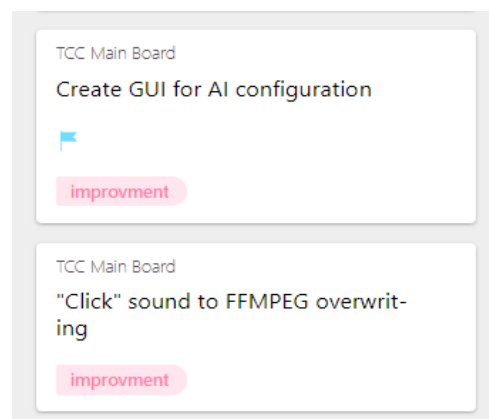 TCC Main Board
Create GUI for AI configuration
improvment
TCC Main Board
"Click" sound to FFMPEG overwrit-
ing
improvment